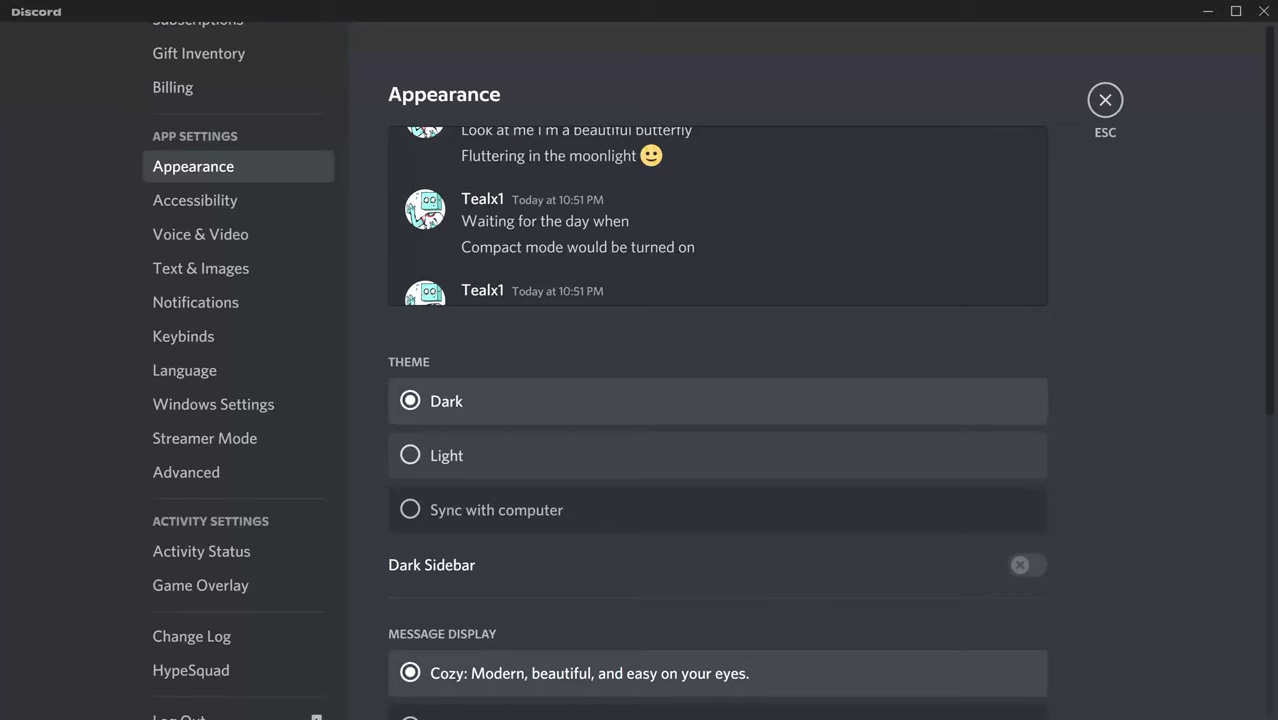 Discord
Subscriptions
Gift Inventory
Billing
APP SETTINGS
Appearance
Accessibility
Voice & Video
Text & Images
Notifications
Keybinds
Language
Windows Settings
Streamer Mode
Advanced
ACTIVITY SETTINGS
Activity Status
Game Overlay
Change Log
HypeSquad
Log Out
Appearance
ESC
Look at me I'm a beautiful butterfly
Fluttering in the moonlight 🙂
Tealx1 Today at 10:51 PM
Waiting for the day when
Compact mode would be turned on
Tealx1 Today at 10:51 PM
THEME
Dark
Light
Sync with computer
Dark Sidebar
MESSAGE DISPLAY
Cozy: Modern, beautiful, and easy on your eyes.